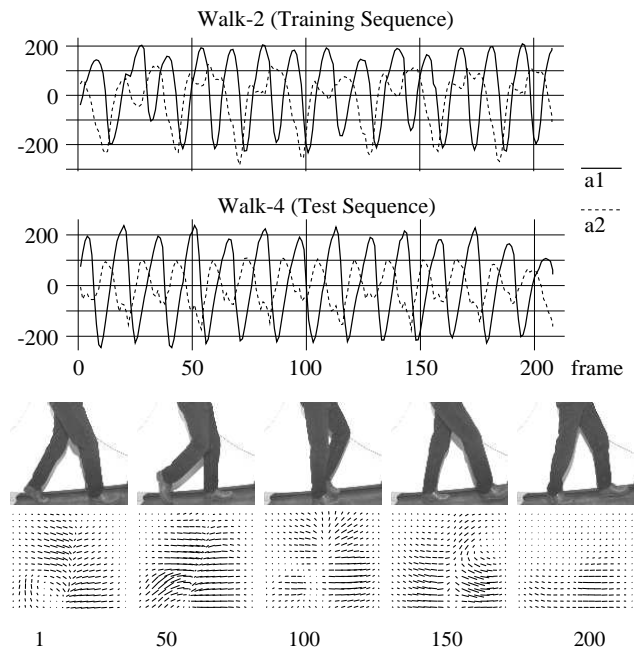 Walk-2 (Training Sequence)
200
0
-200
a1
a2
Walk-4 (Test Sequence)
200
0
-200
0 50 100 150 200 frame
1 50 100 150 200